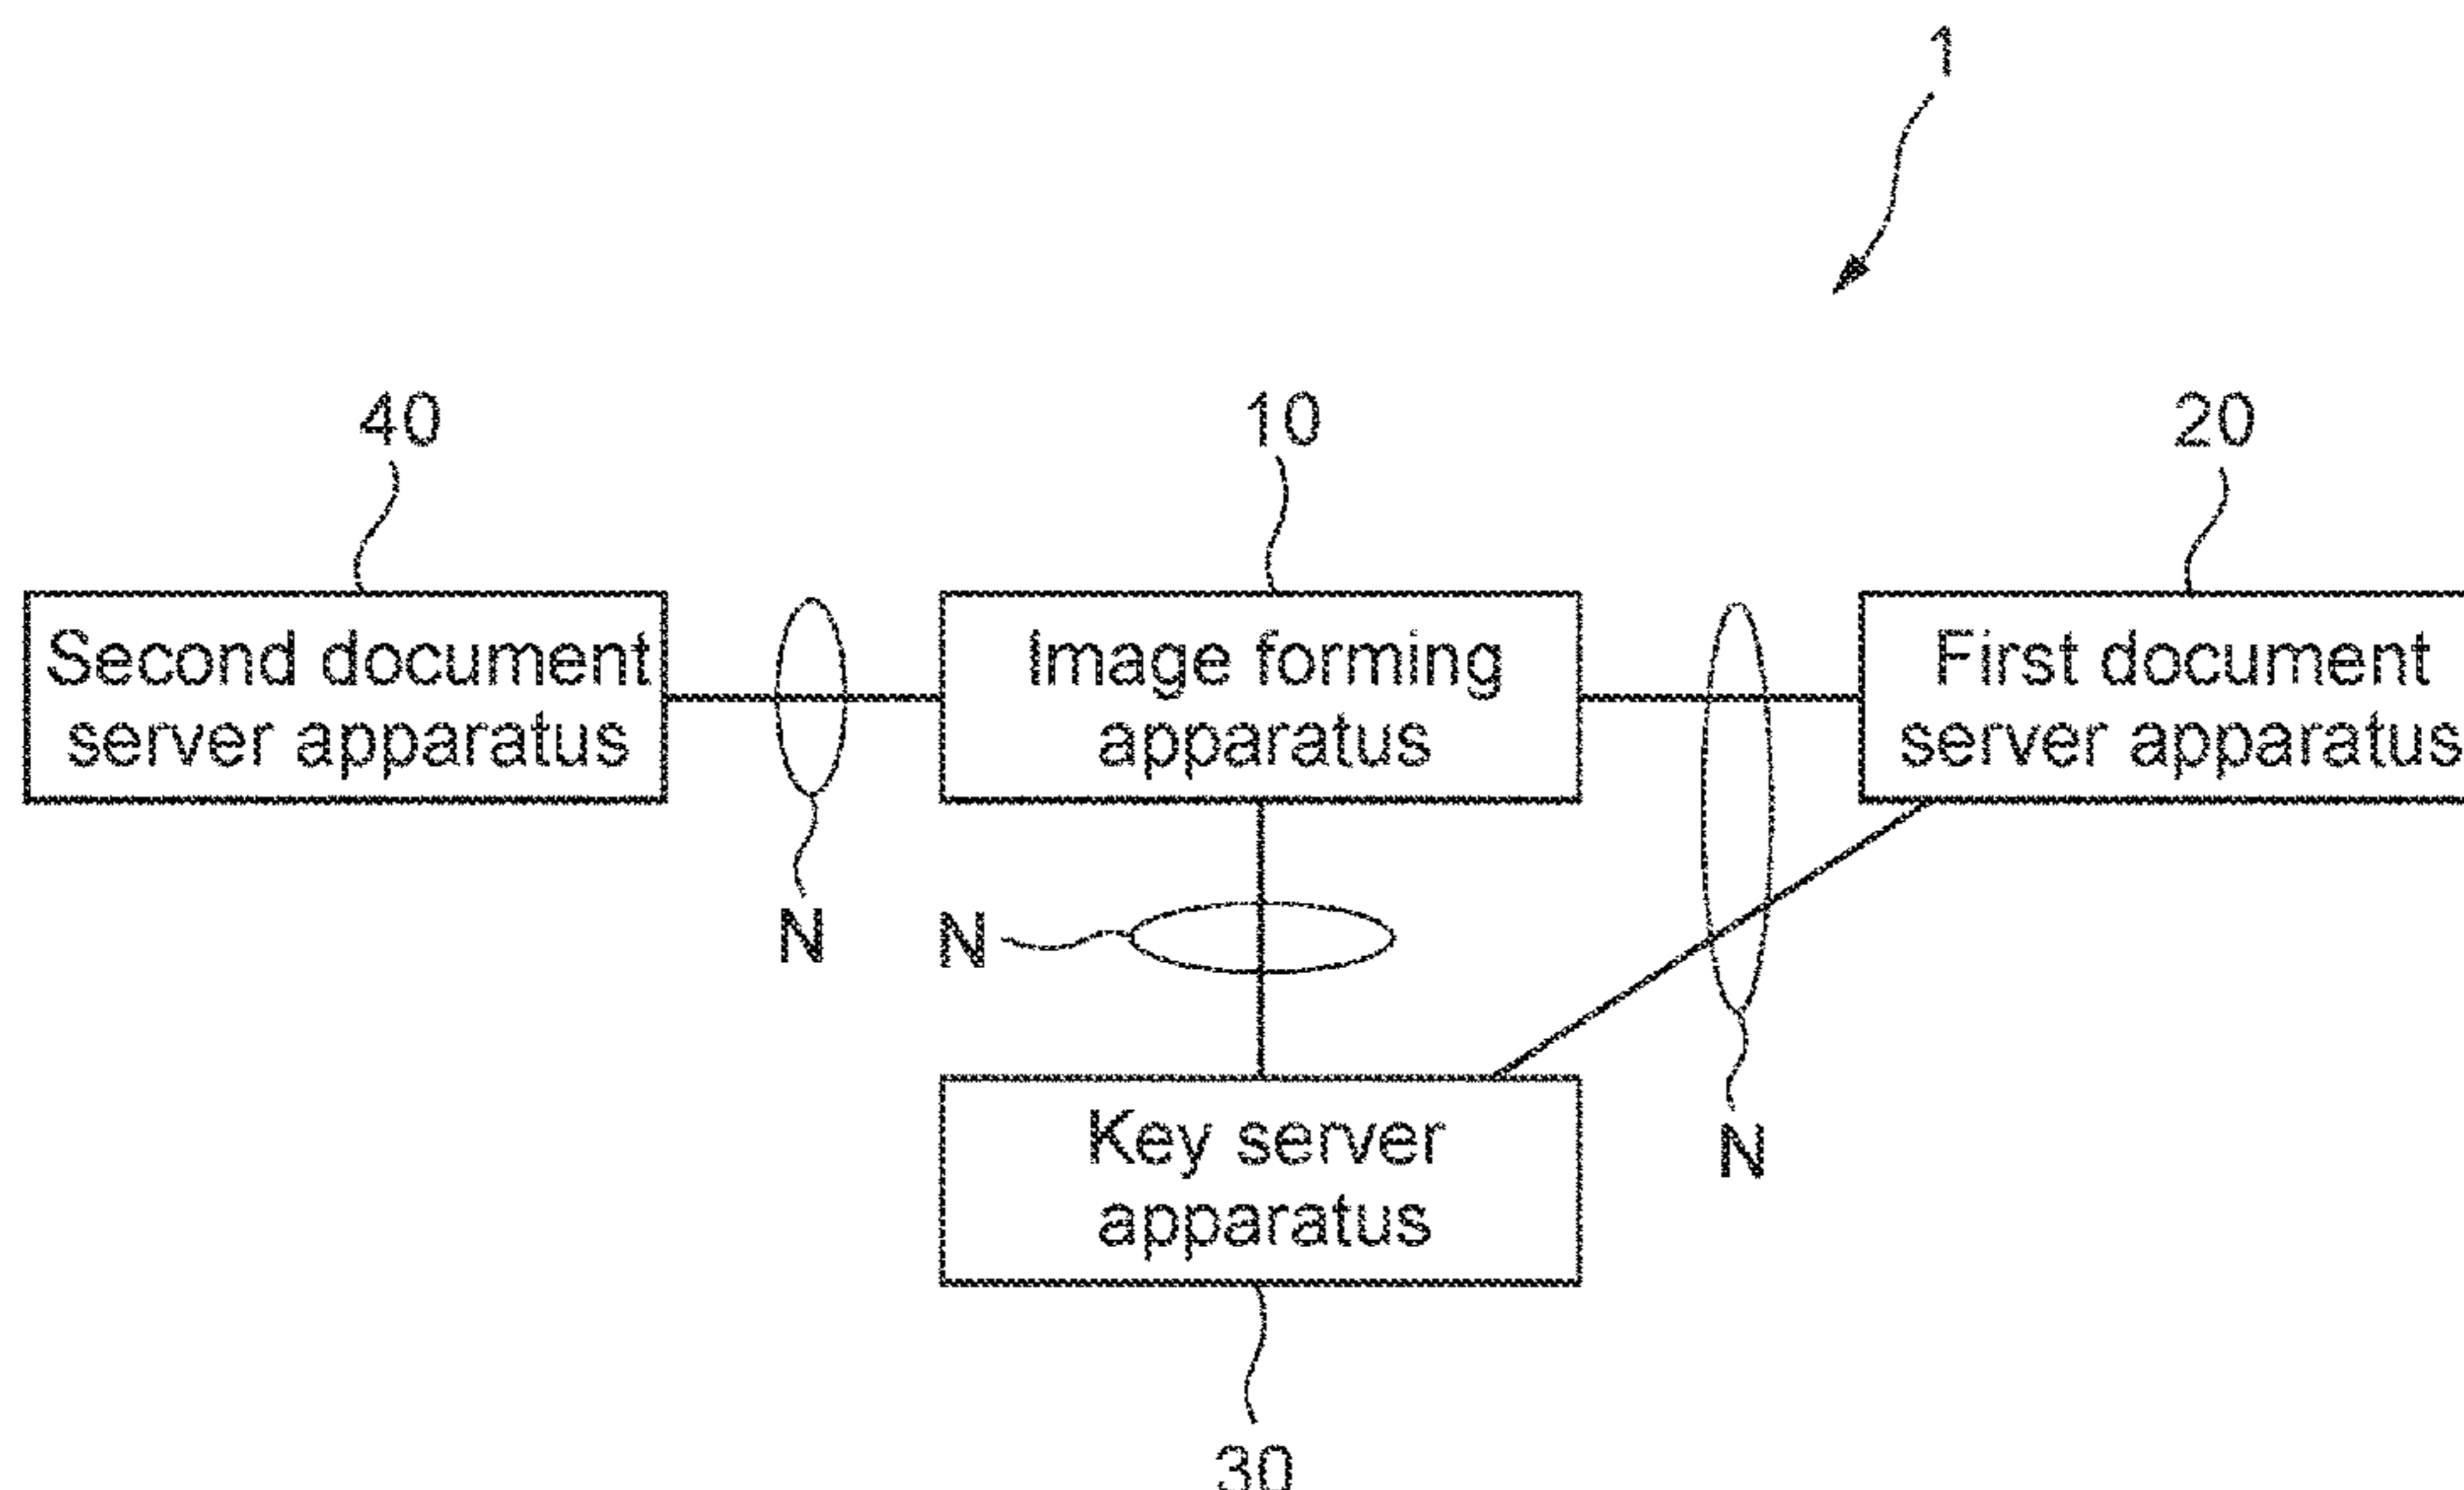 1
40
10
20
Second document
server apparatus
Image forming
apparatus
First document
server apparatus
N
N
N
Key server
apparatus
30